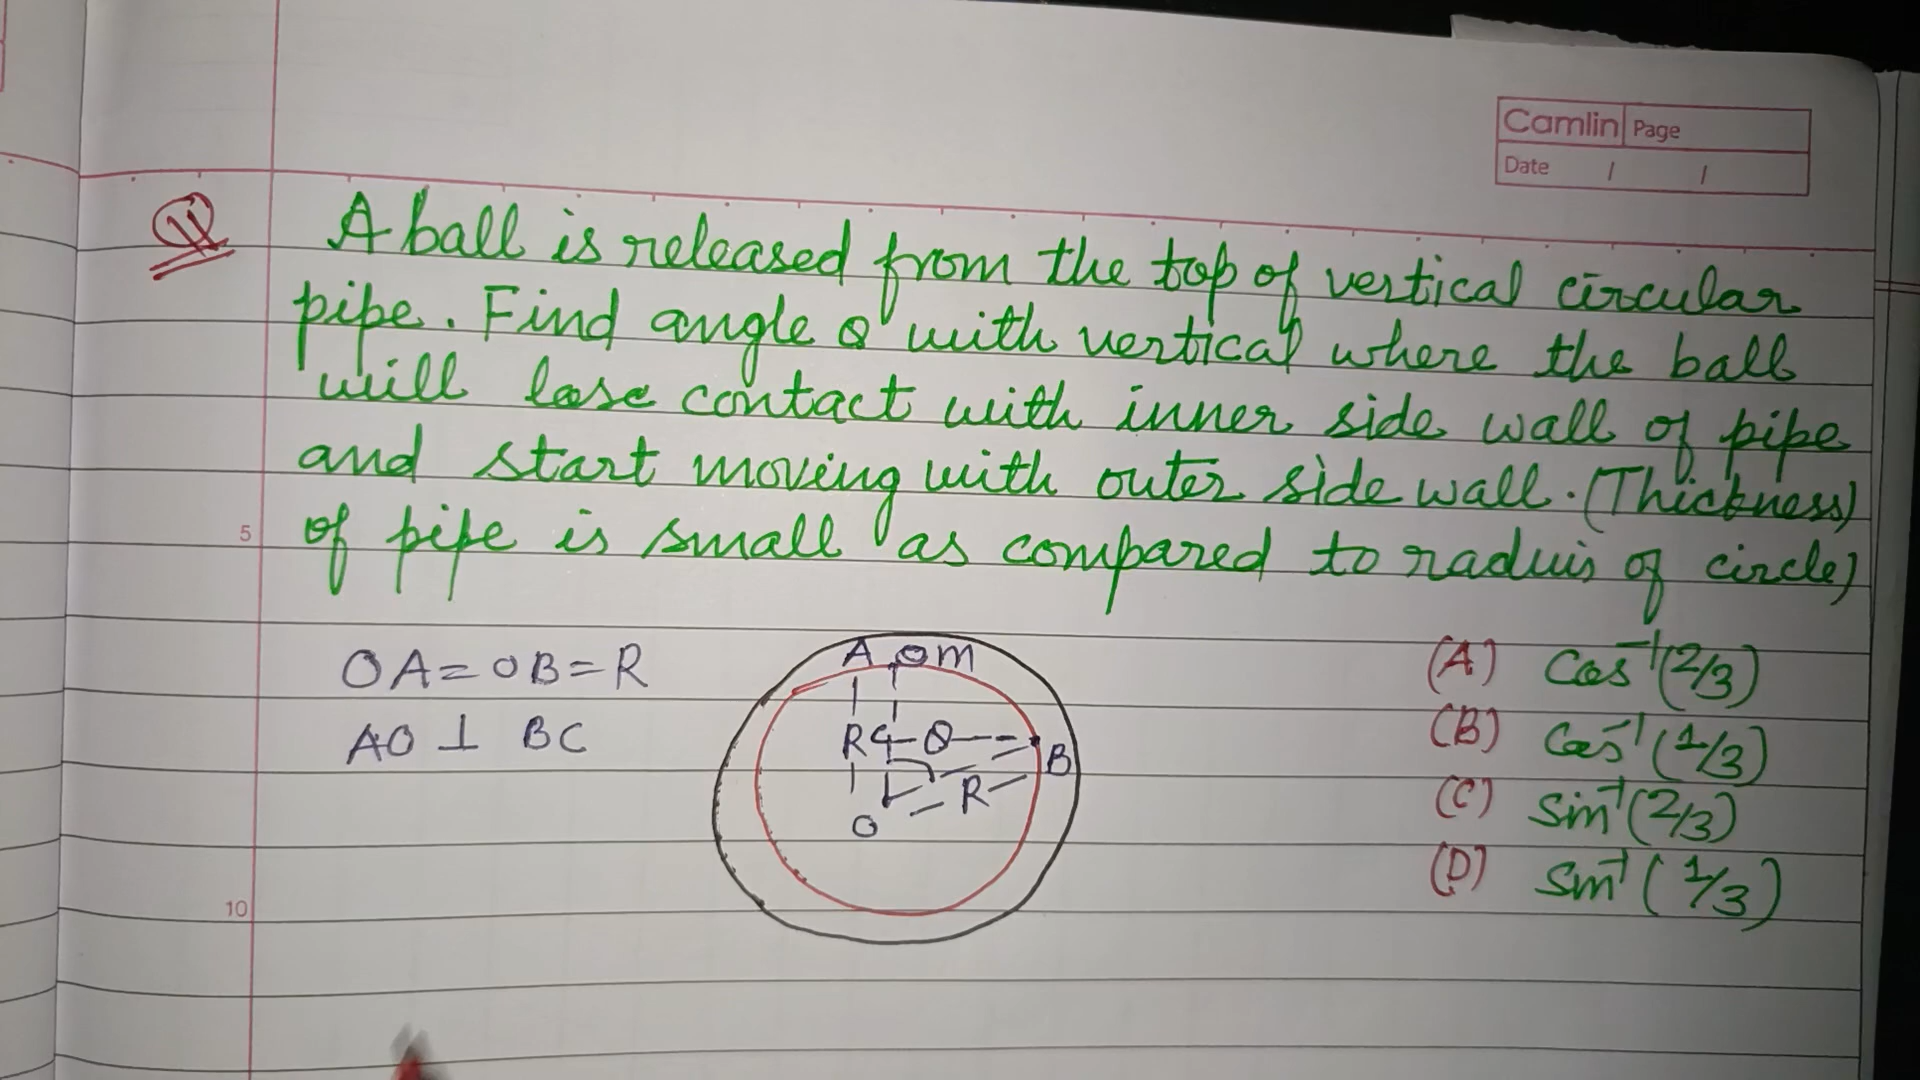 Camlin Page
Date / /
Q A ball is released from the top of vertical circular
pipe. Find angle θ with vertical where the ball
will lose contact with inner side wall of pipe
and start moving with outer side wall. (Thickness)
5 of pipe is small as compared to raduis of circle)
OA = OB = R
AO ⊥ BC
A m
R C θ B
R
O
(A) Cos⁻¹(2/3)
(B) Cos⁻¹(1/3)
(C) Sin⁻¹(2/3)
(D) Sin⁻¹(1/3)
10